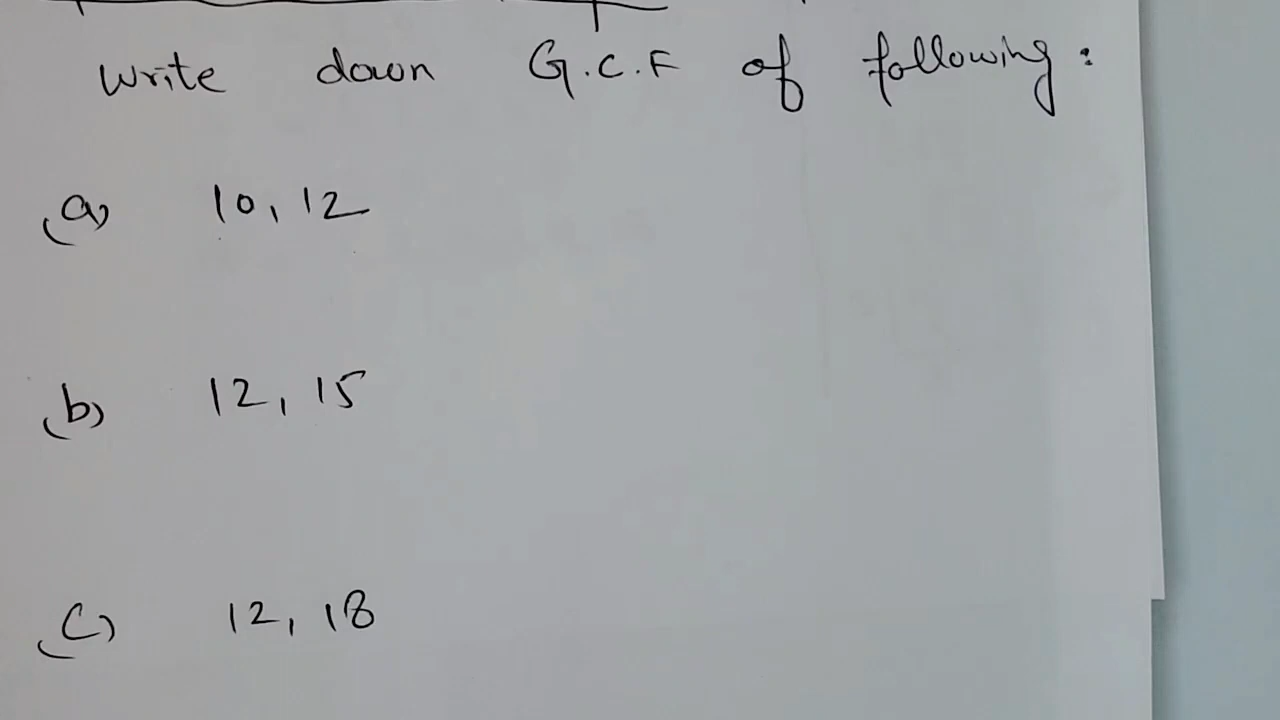 Write down G.C.F of following:
(a) 10, 12
(b) 12, 15
(c) 12, 18